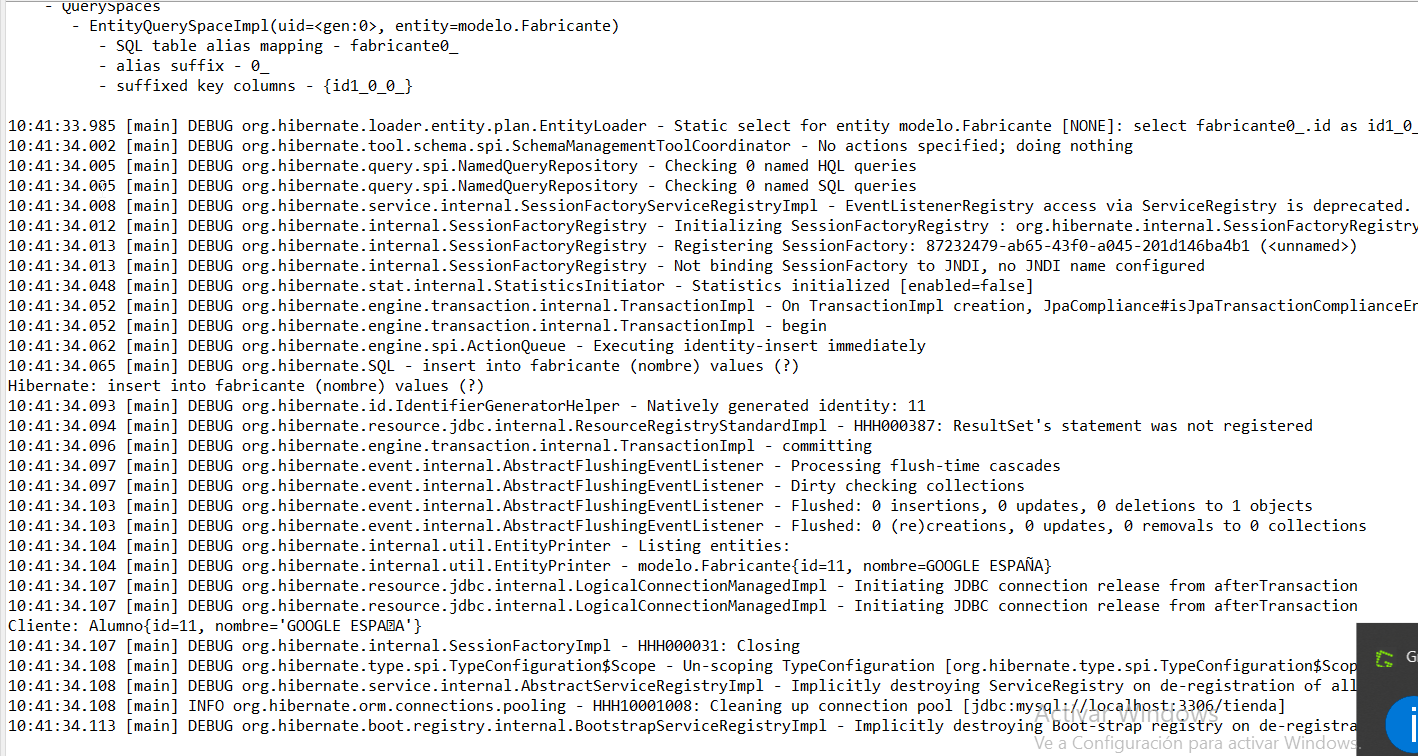 - QuerySpaces
- EntityQuerySpaceImpl(uid=<gen:0>, entity=modelo.Fabricante)
- SQL table alias mapping - fabricante0_
- alias suffix - 0_
- suffixed key columns - {id1_0_0_}
10:41:33.985 [main] DEBUG org.hibernate.loader.entity.plan.EntityLoader - Static select for entity modelo.Fabricante [NONE]: select fabricante0_.id as id1_0_
10:41:34.002 [main] DEBUG org.hibernate.tool.schema.spi.SchemaManagementToolCoordinator - No actions specified; doing nothing
10:41:34.005 [main] DEBUG org.hibernate.query.spi.NamedQueryRepository - Checking 0 named HQL queries
10:41:34.005 [main] DEBUG org.hibernate.query.spi.NamedQueryRepository - Checking 0 named SQL queries
10:41:34.008 [main] DEBUG org.hibernate.service.internal.SessionFactoryServiceRegistryImpl - EventListenerRegistry access via ServiceRegistry is deprecated.
10:41:34.012 [main] DEBUG org.hibernate.internal.SessionFactoryRegistry - Initializing SessionFactoryRegistry : org.hibernate.internal.SessionFactoryRegistry
10:41:34.013 [main] DEBUG org.hibernate.internal.SessionFactoryRegistry - Registering SessionFactory: 87232479-ab65-43f0-a045-201d146ba4b1 (<unnamed>)
10:41:34.013 [main] DEBUG org.hibernate.internal.SessionFactoryRegistry - Not binding SessionFactory to JNDI, no JNDI name configured
10:41:34.048 [main] DEBUG org.hibernate.stat.internal.StatisticsInitiator - Statistics initialized [enabled=false]
10:41:34.052 [main] DEBUG org.hibernate.engine.transaction.internal.TransactionImpl - On TransactionImpl creation, JpaCompliance#isJpaTransactionComplianceEn
10:41:34.052 [main] DEBUG org.hibernate.engine.transaction.internal.TransactionImpl - begin
10:41:34.062 [main] DEBUG org.hibernate.engine.spi.ActionQueue - Executing identity-insert immediately
10:41:34.065 [main] DEBUG org.hibernate.SQL - insert into fabricante (nombre) values (?)
Hibernate: insert into fabricante (nombre) values (?)
10:41:34.093 [main] DEBUG org.hibernate.id.IdentifierGeneratorHelper - Natively generated identity: 11
10:41:34.094 [main] DEBUG org.hibernate.resource.jdbc.internal.ResourceRegistryStandardImpl - HHH000387: ResultSet's statement was not registered
10:41:34.096 [main] DEBUG org.hibernate.engine.transaction.internal.TransactionImpl - committing
10:41:34.097 [main] DEBUG org.hibernate.event.internal.AbstractFlushingEventListener - Processing flush-time cascades
10:41:34.097 [main] DEBUG org.hibernate.event.internal.AbstractFlushingEventListener - Dirty checking collections
10:41:34.103 [main] DEBUG org.hibernate.event.internal.AbstractFlushingEventListener - Flushed: 0 insertions, 0 updates, 0 deletions to 1 objects
10:41:34.103 [main] DEBUG org.hibernate.event.internal.AbstractFlushingEventListener - Flushed: 0 (re)creations, 0 updates, 0 removals to 0 collections
10:41:34.104 [main] DEBUG org.hibernate.internal.util.EntityPrinter - Listing entities:
10:41:34.104 [main] DEBUG org.hibernate.internal.util.EntityPrinter - modelo.Fabricante{id=11, nombre=GOOGLE ESPAÑA}
10:41:34.107 [main] DEBUG org.hibernate.resource.jdbc.internal.LogicalConnectionManagedImpl - Initiating JDBC connection release from afterTransaction
10:41:34.107 [main] DEBUG org.hibernate.resource.jdbc.internal.LogicalConnectionManagedImpl - Initiating JDBC connection release from afterTransaction
Cliente: Alumno{id=11, nombre='GOOGLE ESPA�A'}
10:41:34.107 [main] DEBUG org.hibernate.internal.SessionFactoryImpl - HHH000031: Closing
10:41:34.108 [main] DEBUG org.hibernate.type.spi.TypeConfiguration$Scope - Un-scoping TypeConfiguration [org.hibernate.type.spi.TypeConfiguration$Scop
10:41:34.108 [main] DEBUG org.hibernate.service.internal.AbstractServiceRegistryImpl - Implicitly destroying ServiceRegistry on de-registration of all
10:41:34.108 [main] INFO org.hibernate.orm.connections.pooling - HHH10001008: Cleaning up connection pool [jdbc:mysql://localhost:3306/tienda]
10:41:34.113 [main] DEBUG org.hibernate.boot.registry.internal.BootstrapServiceRegistryImpl - Implicitly destroying Boot-strap registry on de-registra
Activar Windows
Ve a Configuración para activar Windows.